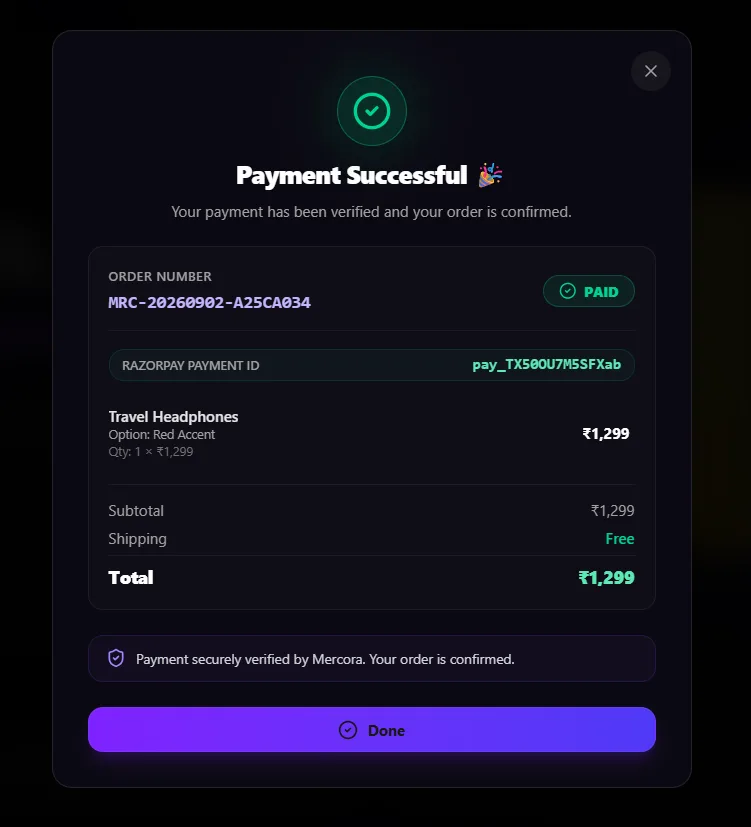 Payment Successful 🎉
Your payment has been verified and your order is confirmed.
ORDER NUMBER
MRC-20260902-A25CA034
PAID
RAZORPAY PAYMENT ID
pay_TX50OU7M5SFXab
Travel Headphones
Option: Red Accent
Qty: 1 × ₹1,299
₹1,299
Subtotal
₹1,299
Shipping
Free
Total
₹1,299
Payment securely verified by Mercora. Your order is confirmed.
Done